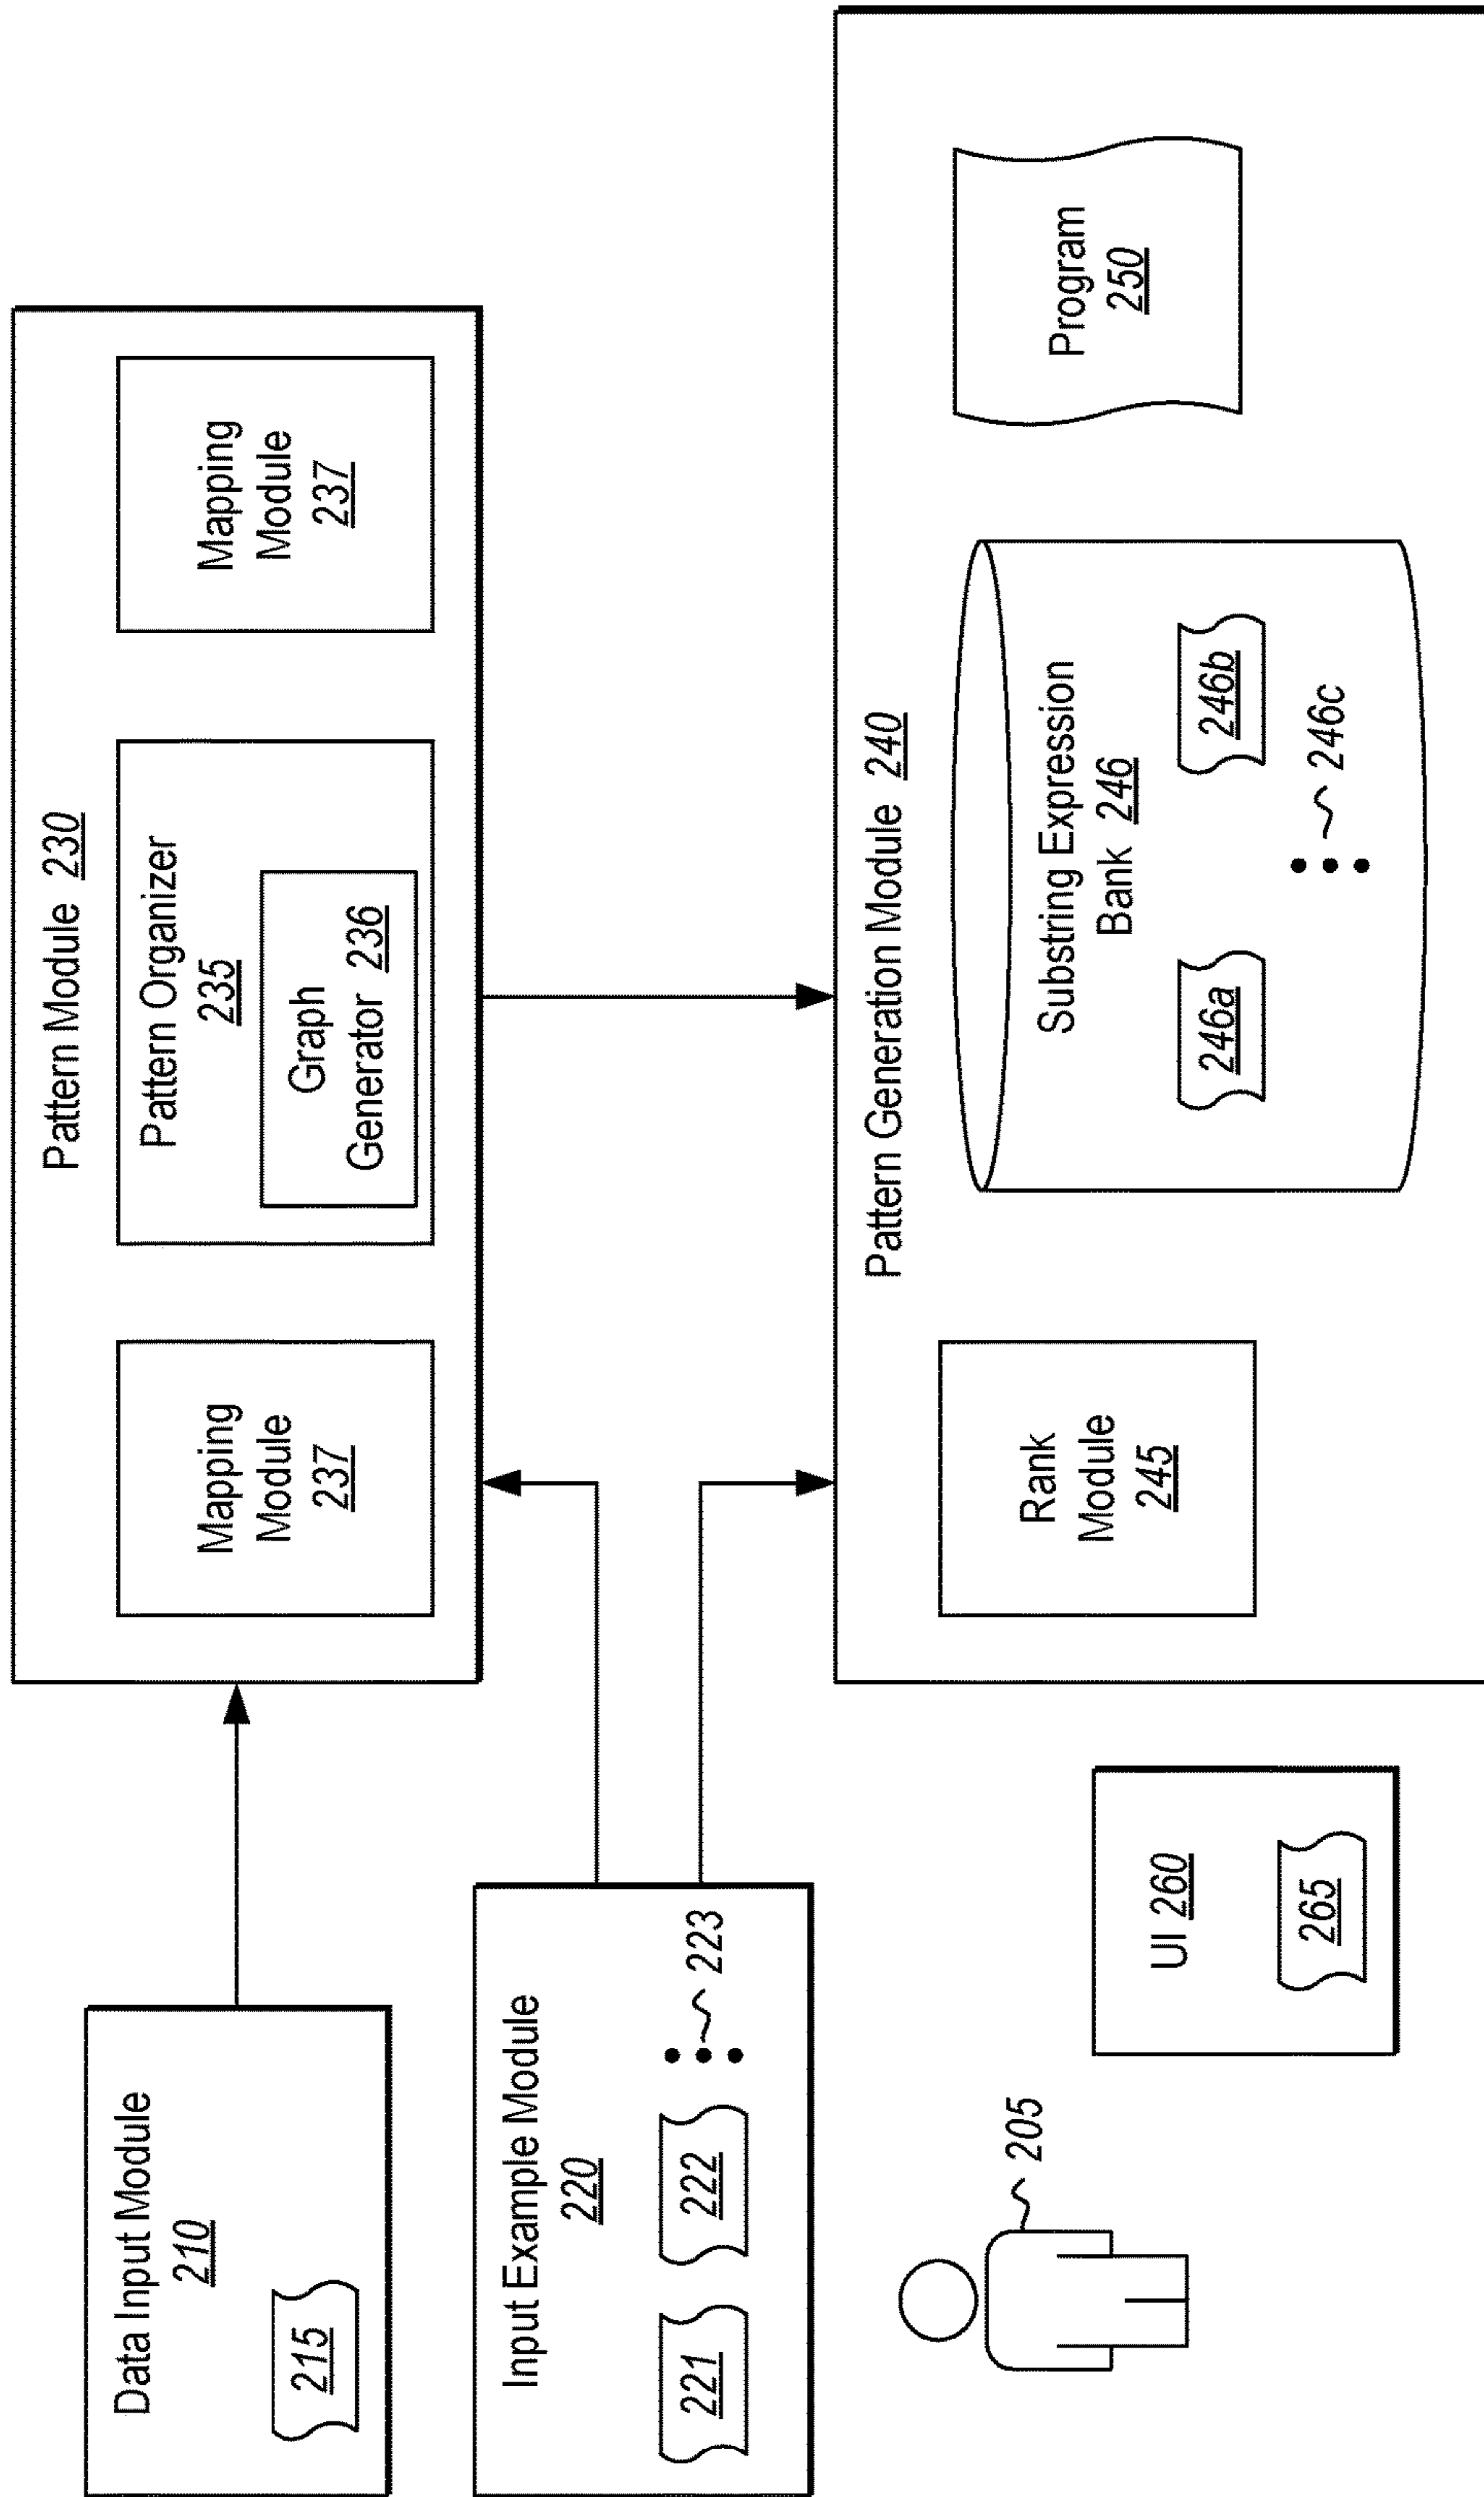 Data Input Module
210
215
Input Example Module
220
221
222
223
205
UI 260
265
Pattern Module 230
Mapping
Module
237
Pattern Organizer
235
Graph
Generator 236
Mapping
Module
237
Pattern Generation Module 240
Rank
Module
245
Substring Expression
Bank 246
246a
246b
246c
Program
250